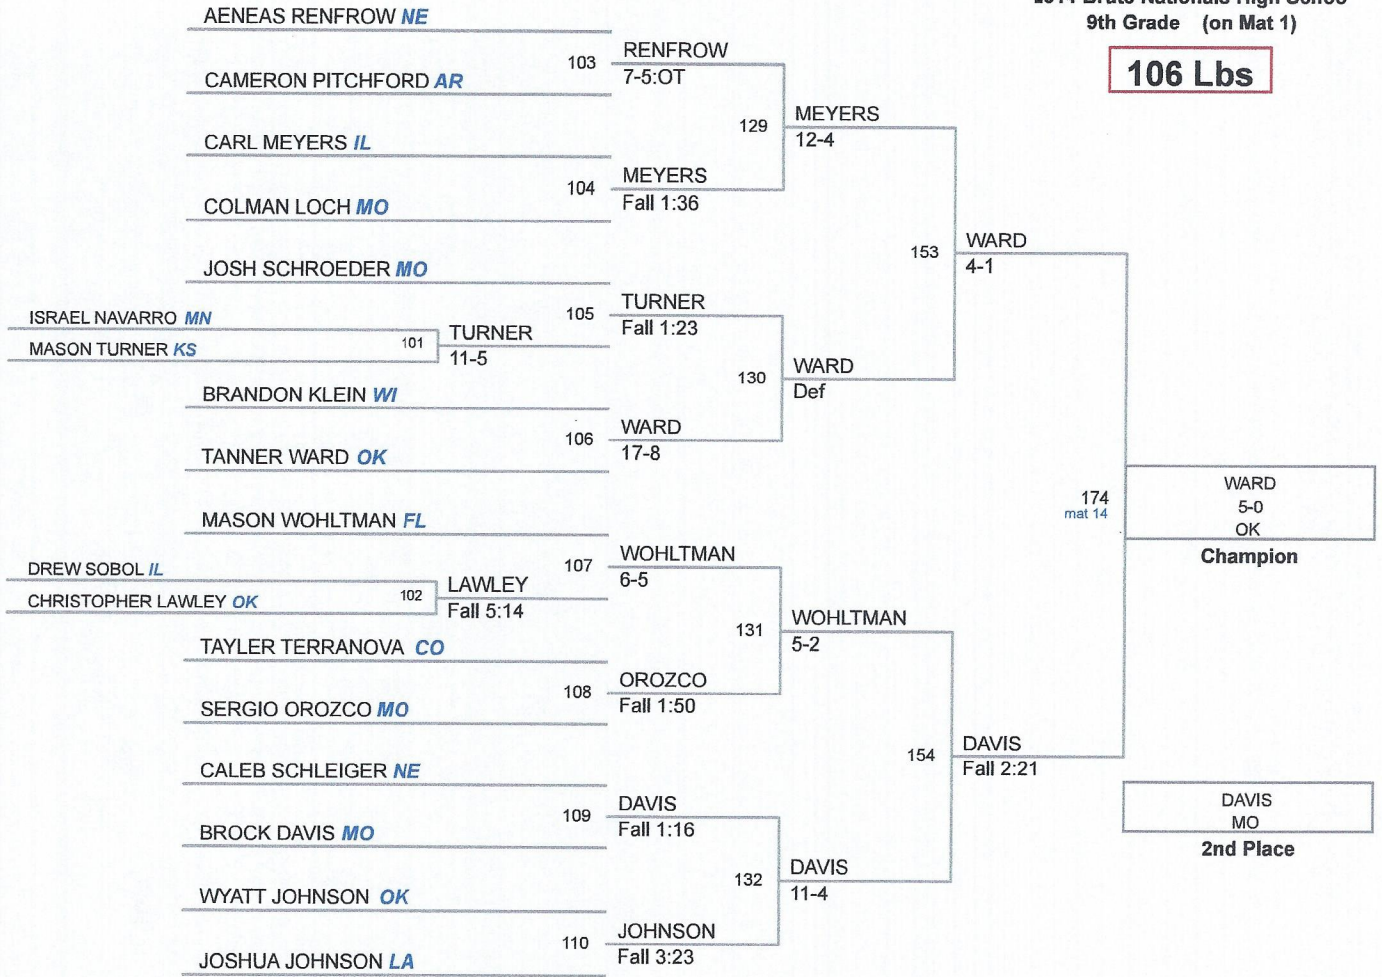 9th Grade (on Mat 1)
106 Lbs
AENEAS RENFROW NE
103 RENFROW
7-5:OT
CAMERON PITCHFORD AR
129 MEYERS
12-4
CARL MEYERS IL
104 MEYERS
Fall 1:36
COLMAN LOCH MO
153 WARD
4-1
JOSH SCHROEDER MO
105 TURNER
Fall 1:23
ISRAEL NAVARRO MN
101 TURNER
11-5
MASON TURNER KS
130 WARD
Def
BRANDON KLEIN WI
106 WARD
17-8
TANNER WARD OK
174
mat 14
WARD
5-0
OK
Champion
MASON WOHLTMAN FL
107 WOHLTMAN
6-5
DREW SOBOL IL
102 LAWLEY
Fall 5:14
CHRISTOPHER LAWLEY OK
131 WOHLTMAN
5-2
TAYLER TERRANOVA CO
108 OROZCO
Fall 1:50
SERGIO OROZCO MO
154 DAVIS
Fall 2:21
CALEB SCHLEIGER NE
109 DAVIS
Fall 1:16
BROCK DAVIS MO
DAVIS
MO
2nd Place
132 DAVIS
11-4
WYATT JOHNSON OK
110 JOHNSON
Fall 3:23
JOSHUA JOHNSON LA